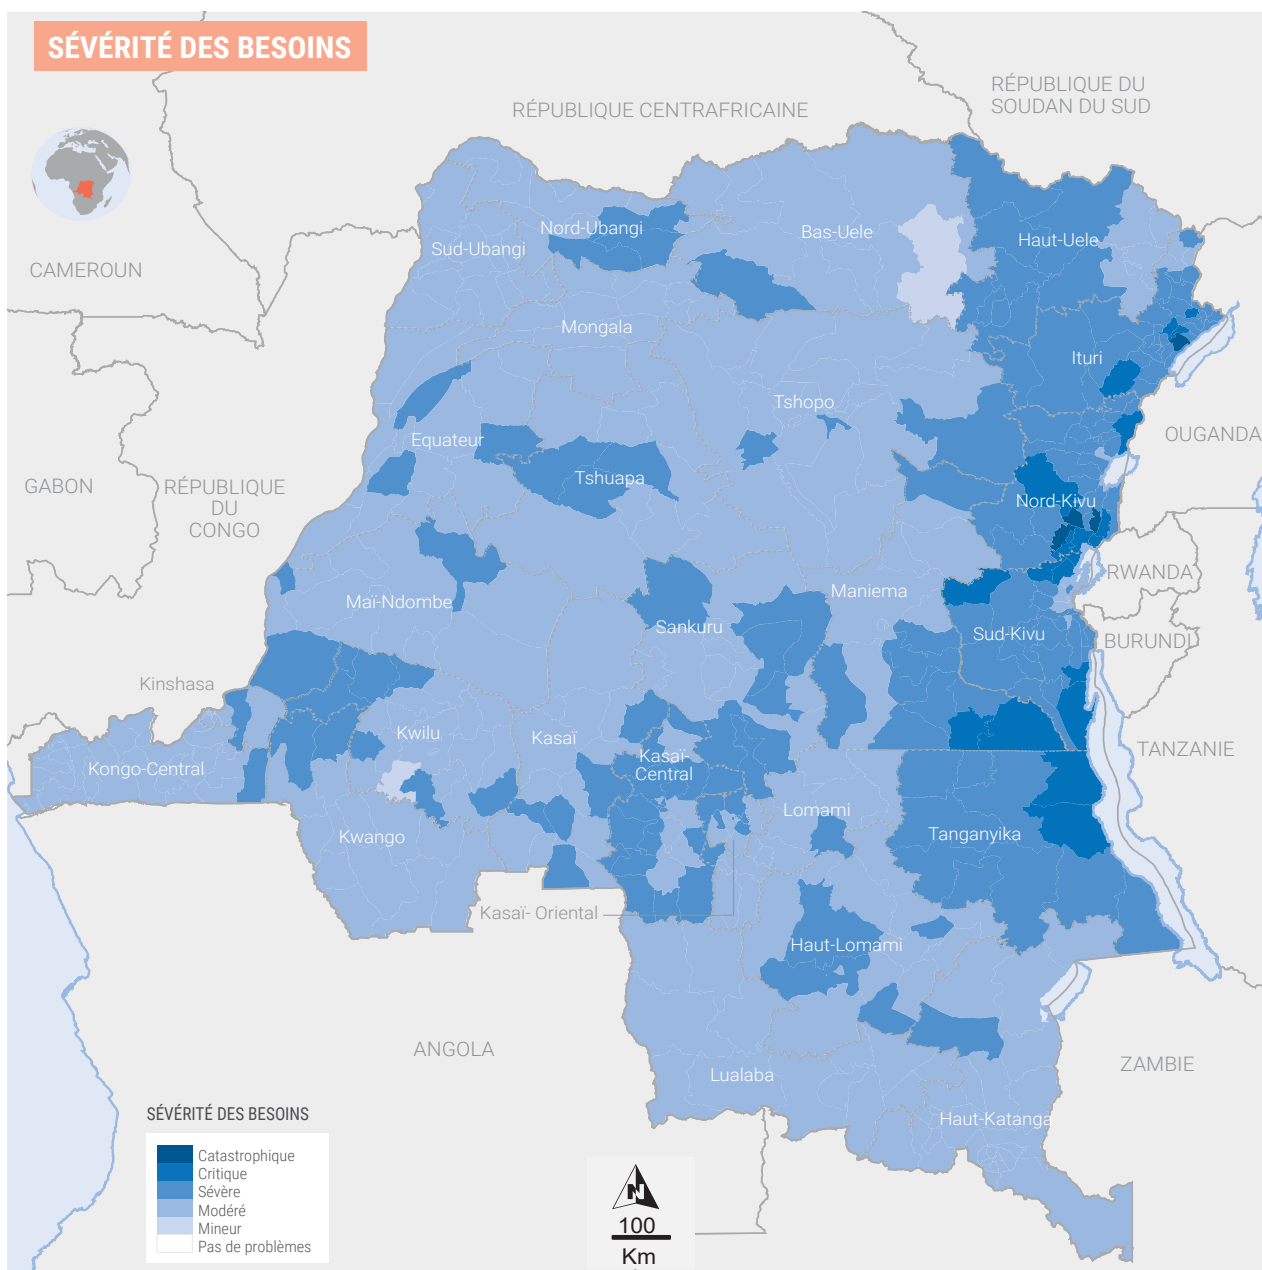 SÉVÉRITÉ DES BESOINS
RÉPUBLIQUE CENTRAFRICAINE
RÉPUBLIQUE DU
SOUDAN DU SUD
CAMEROUN
Nord-Ubangi
Sud-Ubangi
Bas-Uele
Haut-Uele
Mongala
Ituri
Tshopo
Equateur
OUGANDA
GABON
RÉPUBLIQUE
DU
CONGO
Tshuapa
Nord-Kivu
RWANDA
Maï-Ndombe
Maniema
Sankuru
Sud-Kivu
BURUNDI
Kinshasa
Kwilu
Kasaï
Kasaï-
Central
TANZANIE
Kongo-Central
Lomami
Kwango
Tanganyika
Kasaï- Oriental
Haut-Lomami
ANGOLA
ZAMBIE
Lualaba
Haut-Katanga
SÉVÉRITÉ DES BESOINS
Catastrophique
Critique
Sévère
Modéré
Mineur
Pas de problèmes
N
100
Km